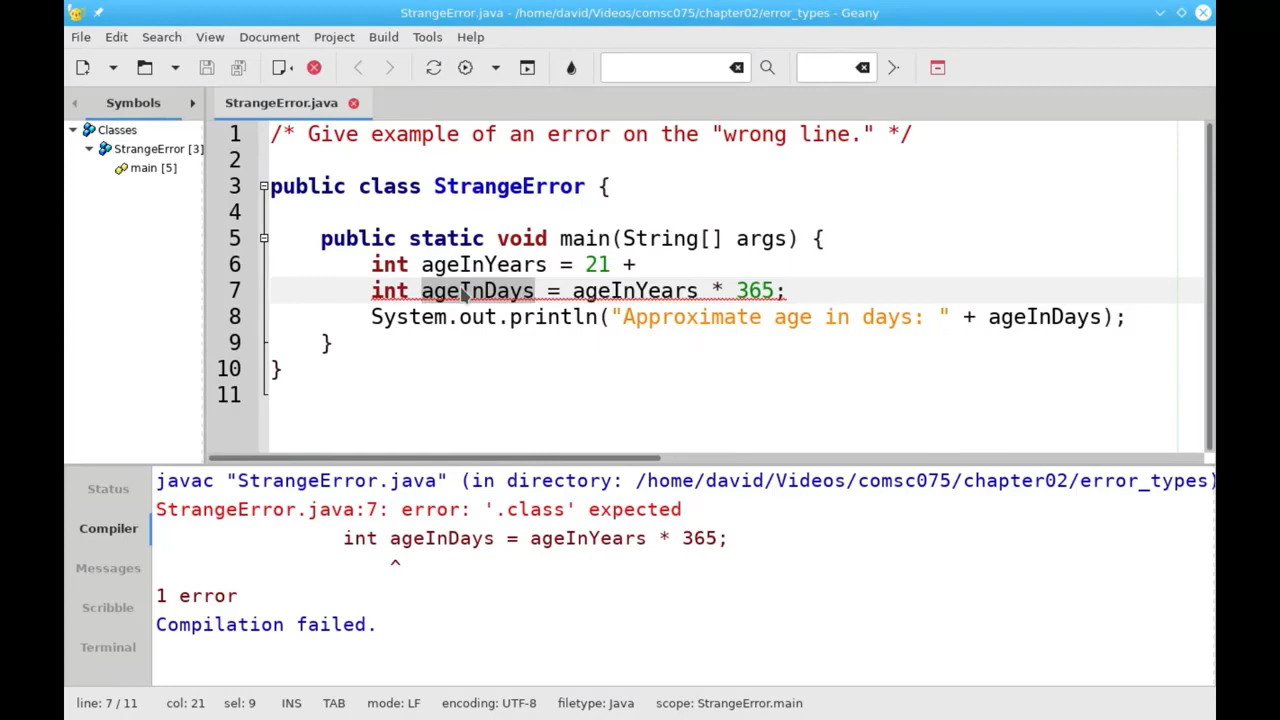 StrangeError.java - /home/david/Videos/comsc075/chapter02/error_types - Geany
File Edit Search View Document Project Build Tools Help
Symbols StrangeError.java
Classes
StrangeError [3]
main [5]
1 /* Give example of an error on the "wrong line." */
2
3 public class StrangeError {
4
5 public static void main(String[] args) {
6 int ageInYears = 21 +
7 int ageInDays = ageInYears * 365;
8 System.out.println("Approximate age in days: " + ageInDays);
9 }
10 }
11
Status
Compiler
Messages
Scribble
Terminal
javac "StrangeError.java" (in directory: /home/david/Videos/comsc075/chapter02/error_types)
StrangeError.java:7: error: '.class' expected
int ageInDays = ageInYears * 365;
^
1 error
Compilation failed.
line: 7 / 11 col: 21 sel: 9 INS TAB mode: LF encoding: UTF-8 filetype: Java scope: StrangeError.main